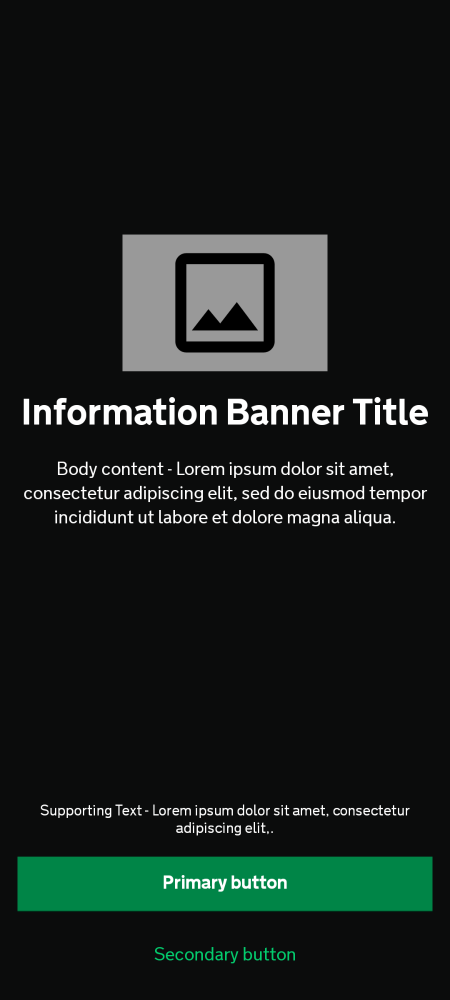 Information Banner Title
Body content - Lorem ipsum dolor sit amet,
consectetur adipiscing elit, sed do eiusmod tempor
incididunt ut labore et dolore magna aliqua.
Supporting Text - Lorem ipsum dolor sit amet, consectetur
adipiscing elit,.
Primary button
Secondary button